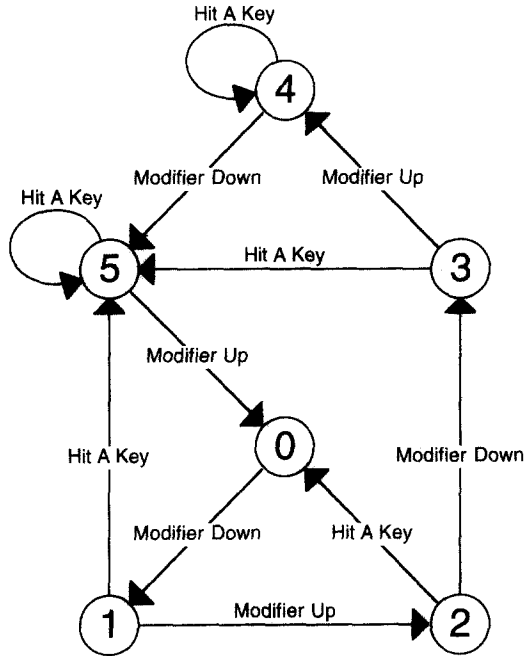 Hit A Key
4
Modifier Down
Modifier Up
Hit A Key
Hit A Key
5
3
Modifier Up
0
Hit A Key
Modifier Down
Modifier Down
Hit A Key
Modifier Up
1
2